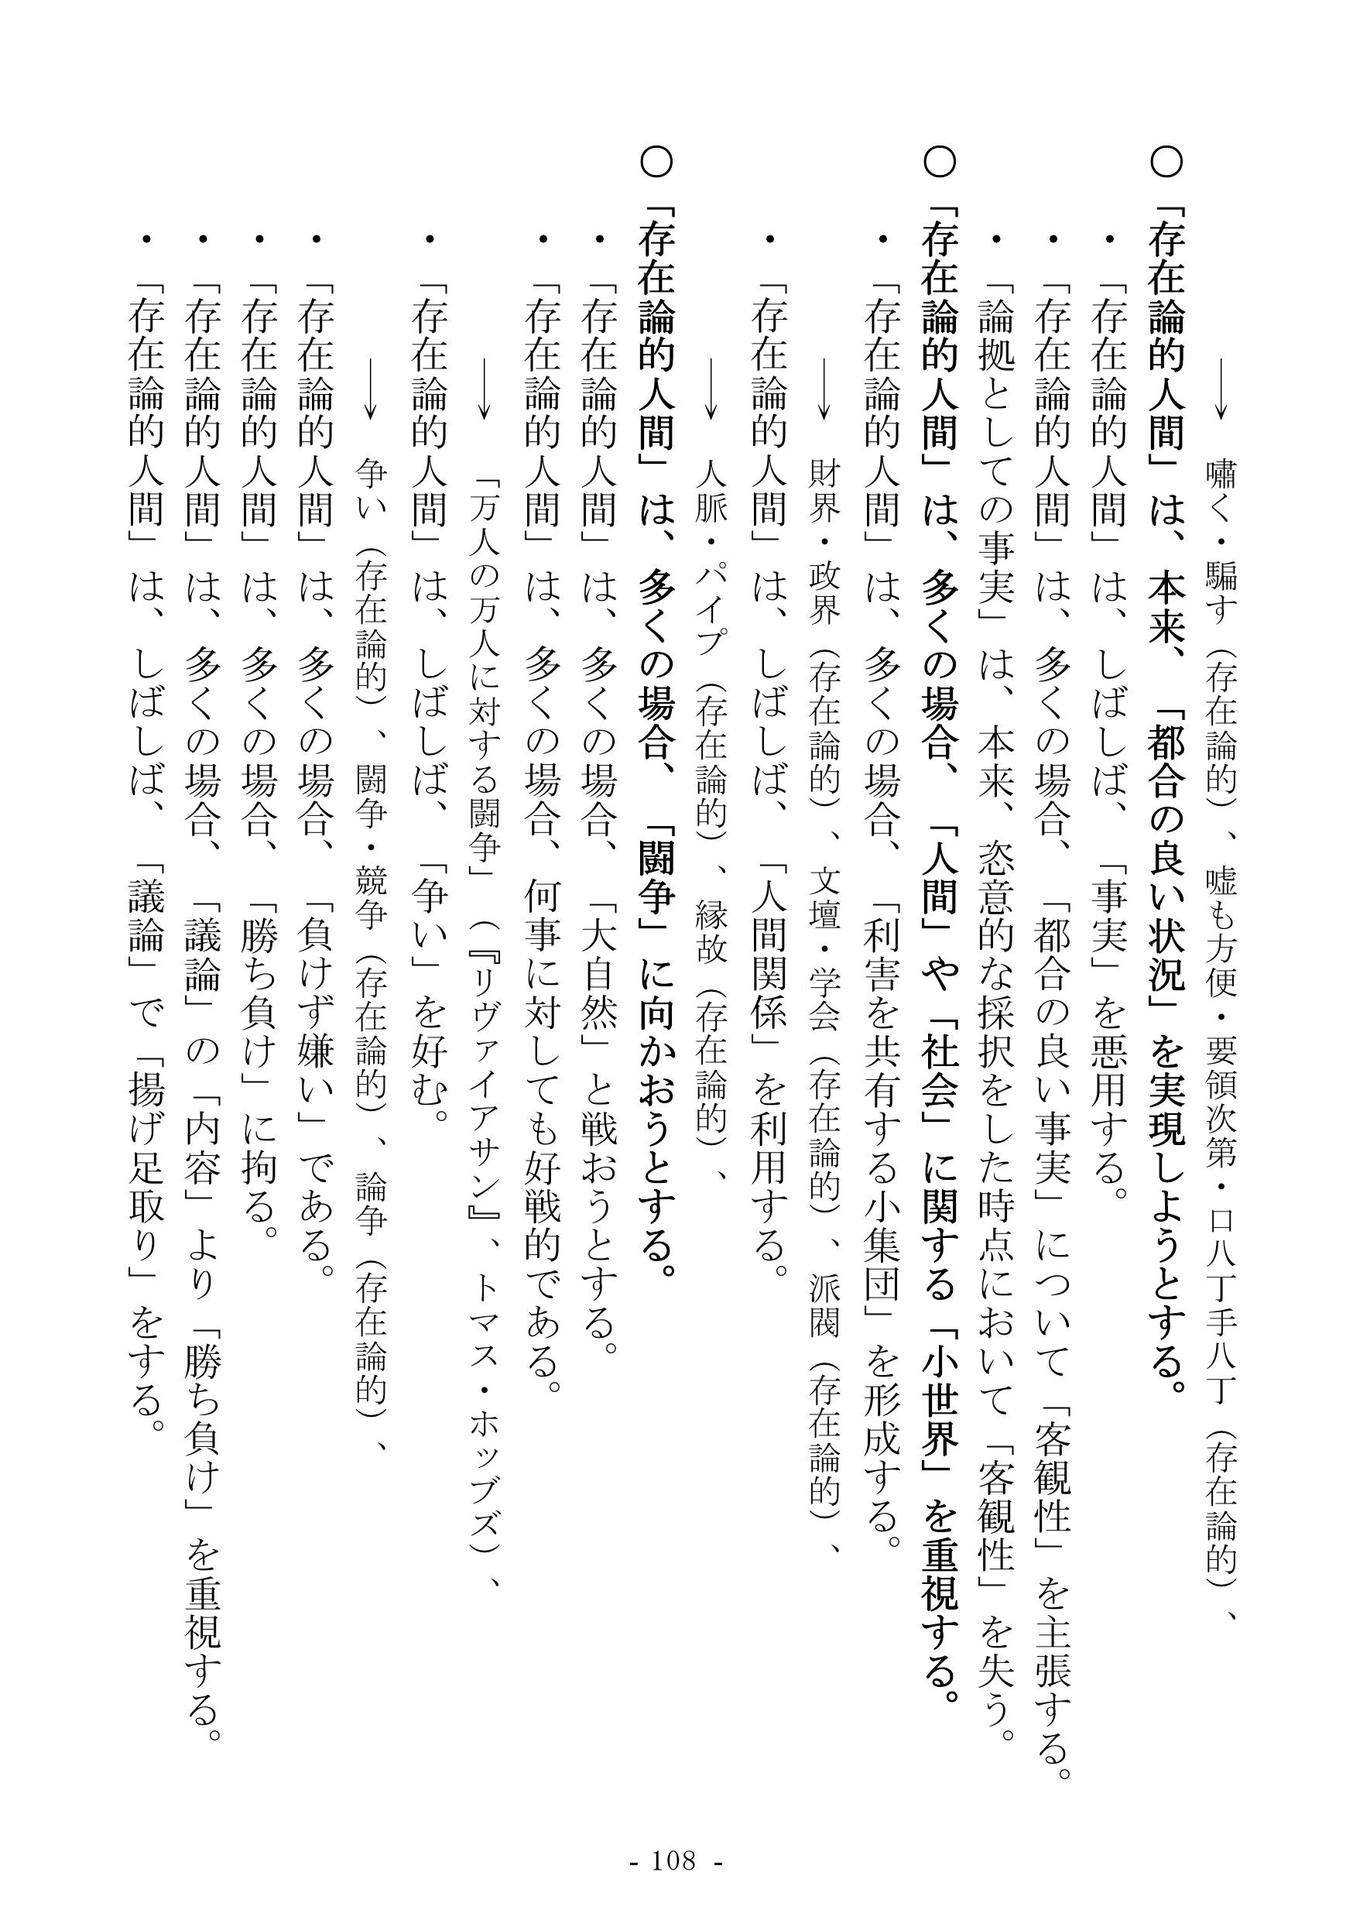 → 嘯く・騙す（存在論的）、嘘も方便・要領次第・口八丁手八丁（存在論的）、
○「存在論的人間」は、本来、「都合の良い状況」を実現しようとする。
・「存在論的人間」は、しばしば、「事実」を悪用する。
・「存在論的人間」は、多くの場合、「都合の良い事実」について「客観性」を主張する。
・「論拠としての事実」は、本来、恣意的な採択をした時点において「客観性」を失う。
○「存在論的人間」は、多くの場合、「人間」や「社会」に関する「小世界」を重視する。
・「存在論的人間」は、多くの場合、「利害を共有する小集団」を形成する。
→ 財界・政界（存在論的）、文壇・学会（存在論的）、派閥（存在論的）、
・「存在論的人間」は、しばしば、「人間関係」を利用する。
→ 人脈・パイプ（存在論的）、縁故（存在論的）、
○「存在論的人間」は、多くの場合、「闘争」に向かおうとする。
・「存在論的人間」は、多くの場合、「大自然」と戦おうとする。
・「存在論的人間」は、多くの場合、何事に対しても好戦的である。
→ 「万人の万人に対する闘争」（『リヴァイアサン』、トマス・ホッブズ）、
・「存在論的人間」は、しばしば、「争い」を好む。
→ 争い（存在論的）、闘争・競争（存在論的）、論争（存在論的）、
・「存在論的人間」は、多くの場合、「負けず嫌い」である。
・「存在論的人間」は、多くの場合、「勝ち負け」に拘る。
・「存在論的人間」は、多くの場合、「議論」の「内容」より「勝ち負け」を重視する。
・「存在論的人間」は、しばしば、「議論」で「揚げ足取り」をする。
- 108 -